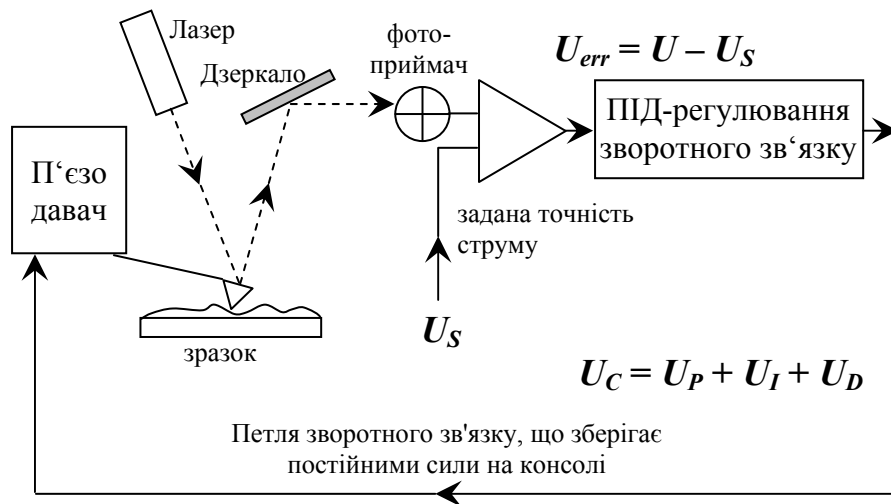 Лазер
Дзеркало
фото-
приймач
U_err = U – U_S
ПІД-регулювання
зворотного зв‘язку
П‘єзо
давач
задана точність
струму
U_S
зразок
U_C = U_P + U_I + U_D
Петля зворотного зв'язку, що зберігає
постійними сили на консолі